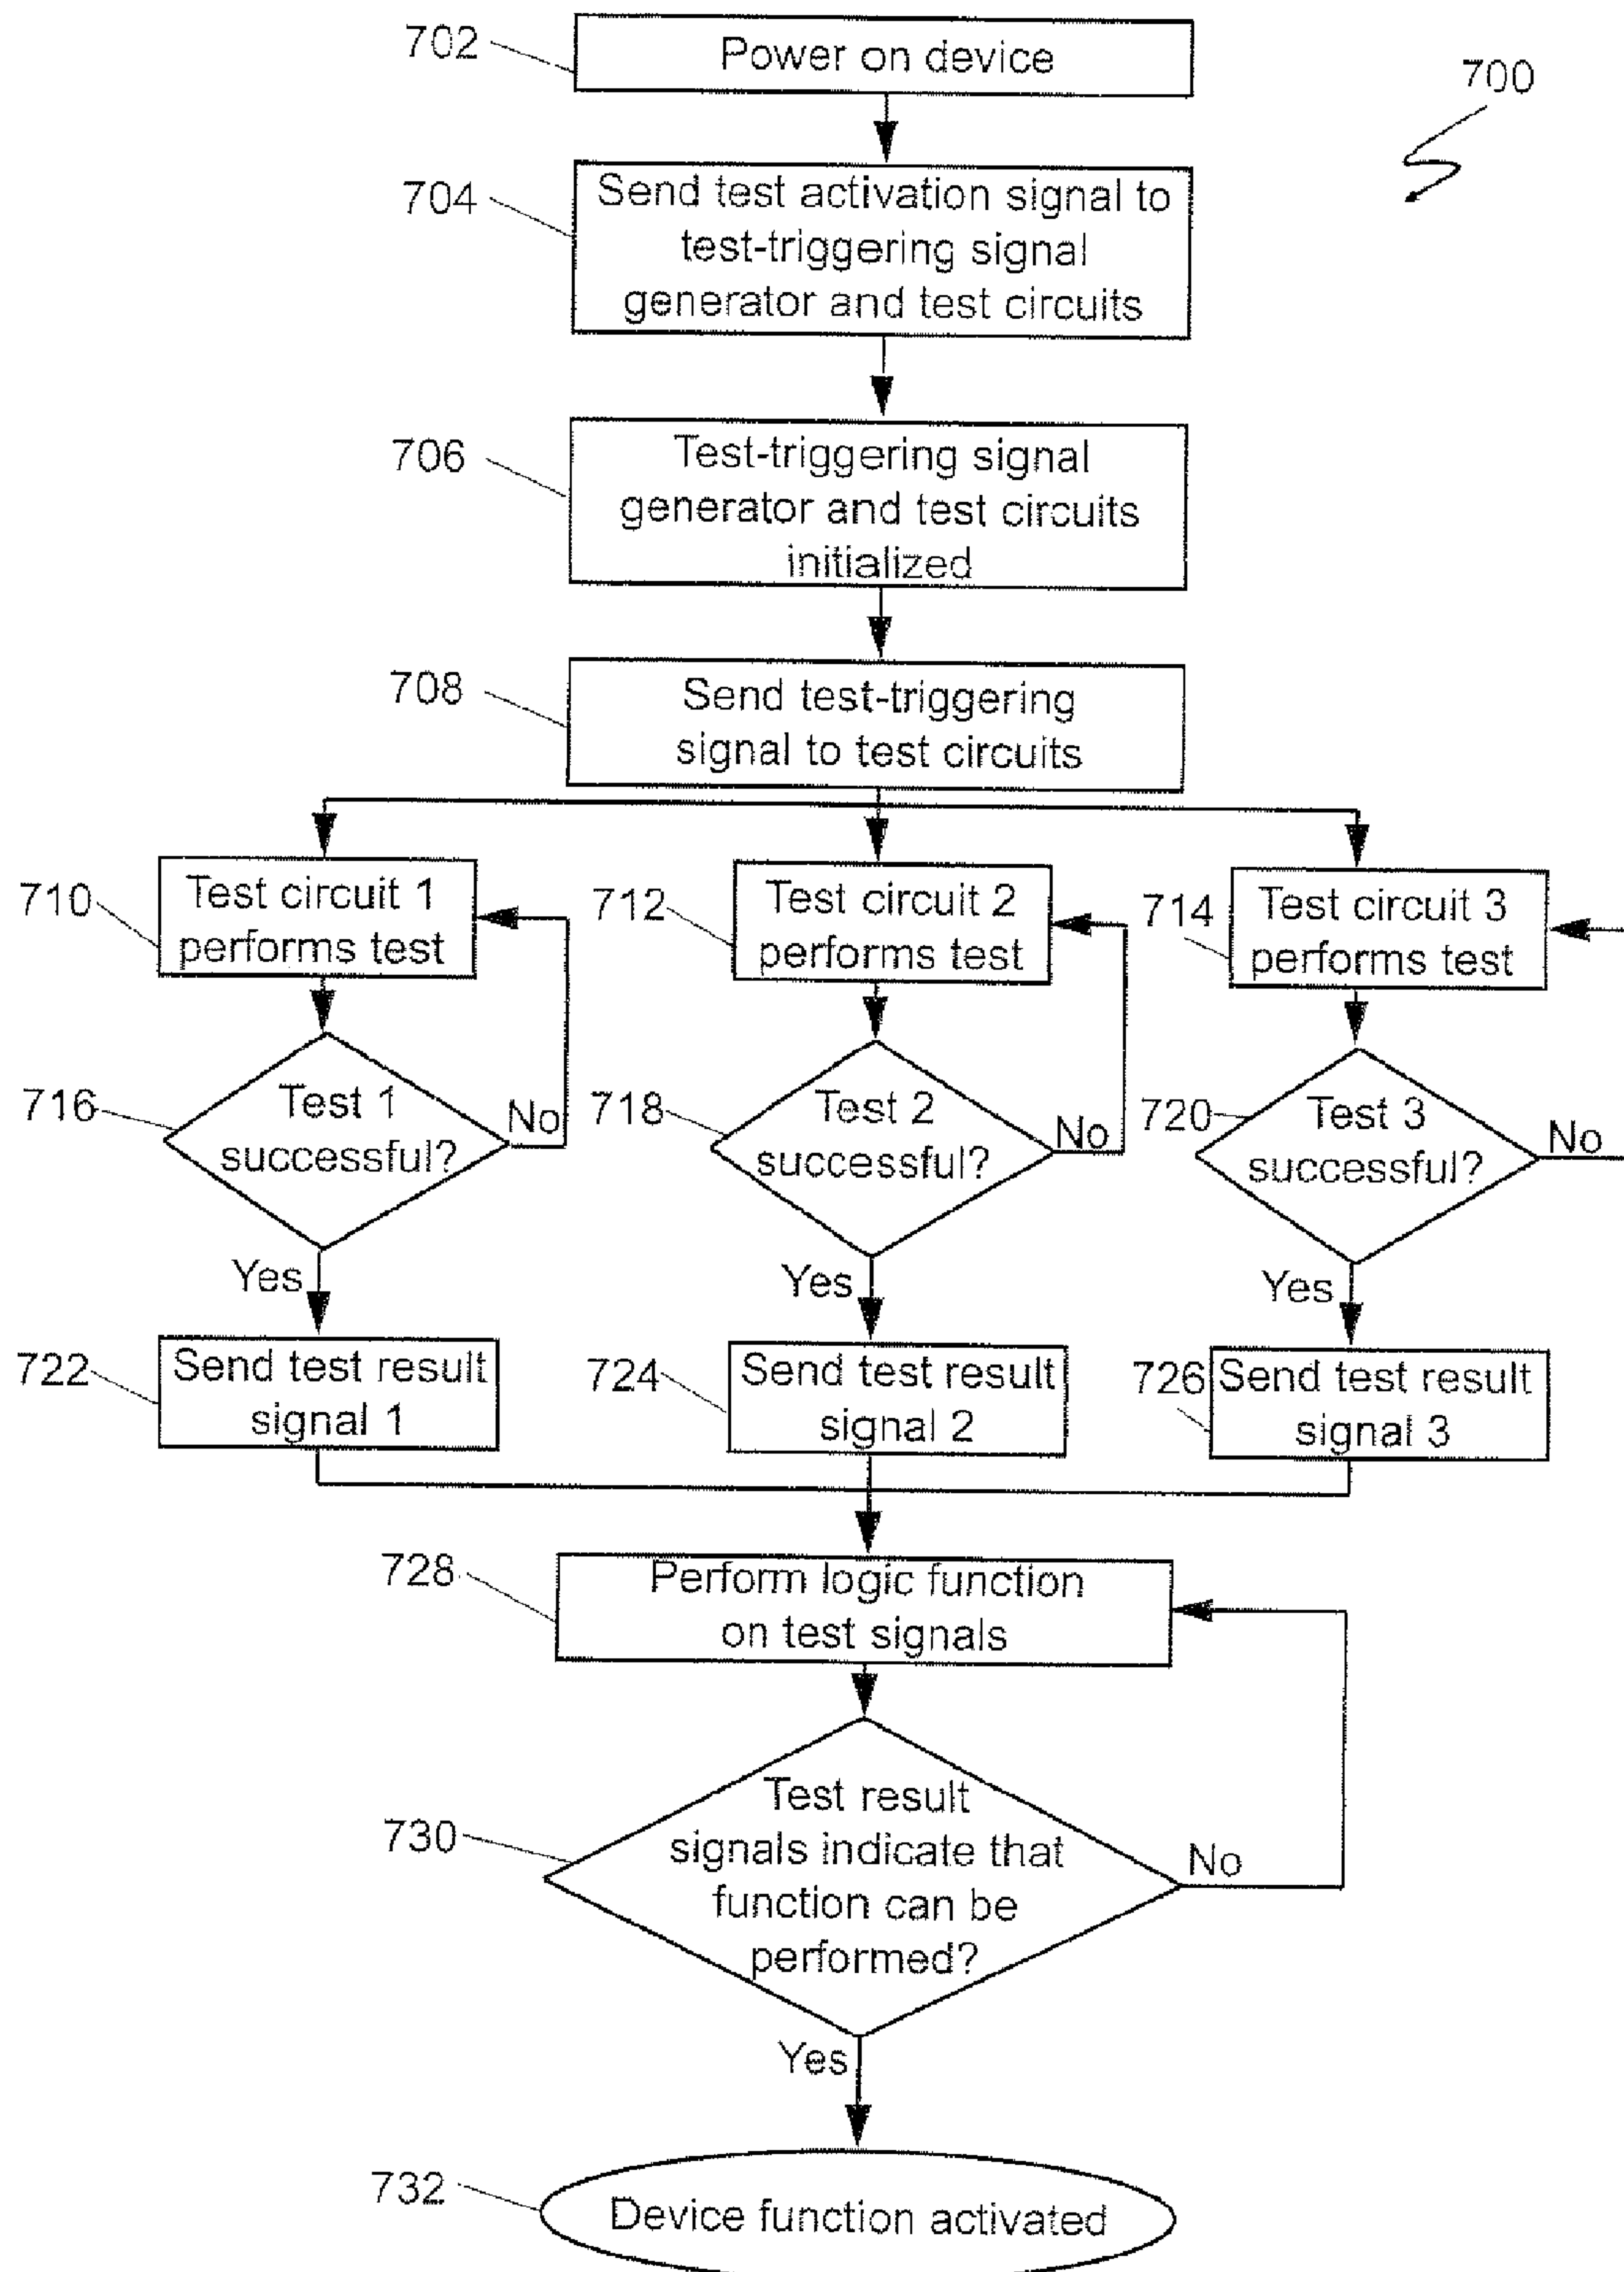 702
Power on device
700
704
Send test activation signal to
test-triggering signal
generator and test circuits
706
Test-triggering signal
generator and test circuits
initialized
708
Send test-triggering
signal to test circuits
710
Test circuit 1
performs test
712
Test circuit 2
performs test
714
Test circuit 3
performs test
716
Test 1
successful?
No
718
Test 2
successful?
No
720
Test 3
successful?
No
Yes
Yes
Yes
722
Send test result
signal 1
724
Send test result
signal 2
726
Send test result
signal 3
728
Perform logic function
on test signals
730
Test result
signals indicate that
function can be
performed?
No
Yes
732
Device function activated